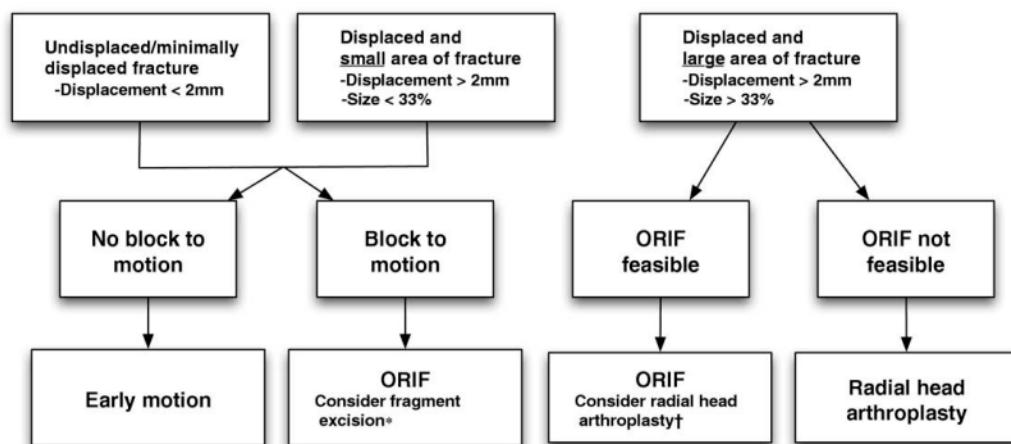 Undisplaced/minimally
displaced fracture
-Displacement < 2mm
Displaced and
small area of fracture
-Displacement > 2mm
-Size < 33%
Displaced and
large area of fracture
-Displacement > 2mm
-Size > 33%
No block to
motion
Block to
motion
ORIF
feasible
ORIF not
feasible
Early motion
ORIF
Consider fragment
excision*
ORIF
Consider radial head
arthroplasty†
Radial head
arthroplasty